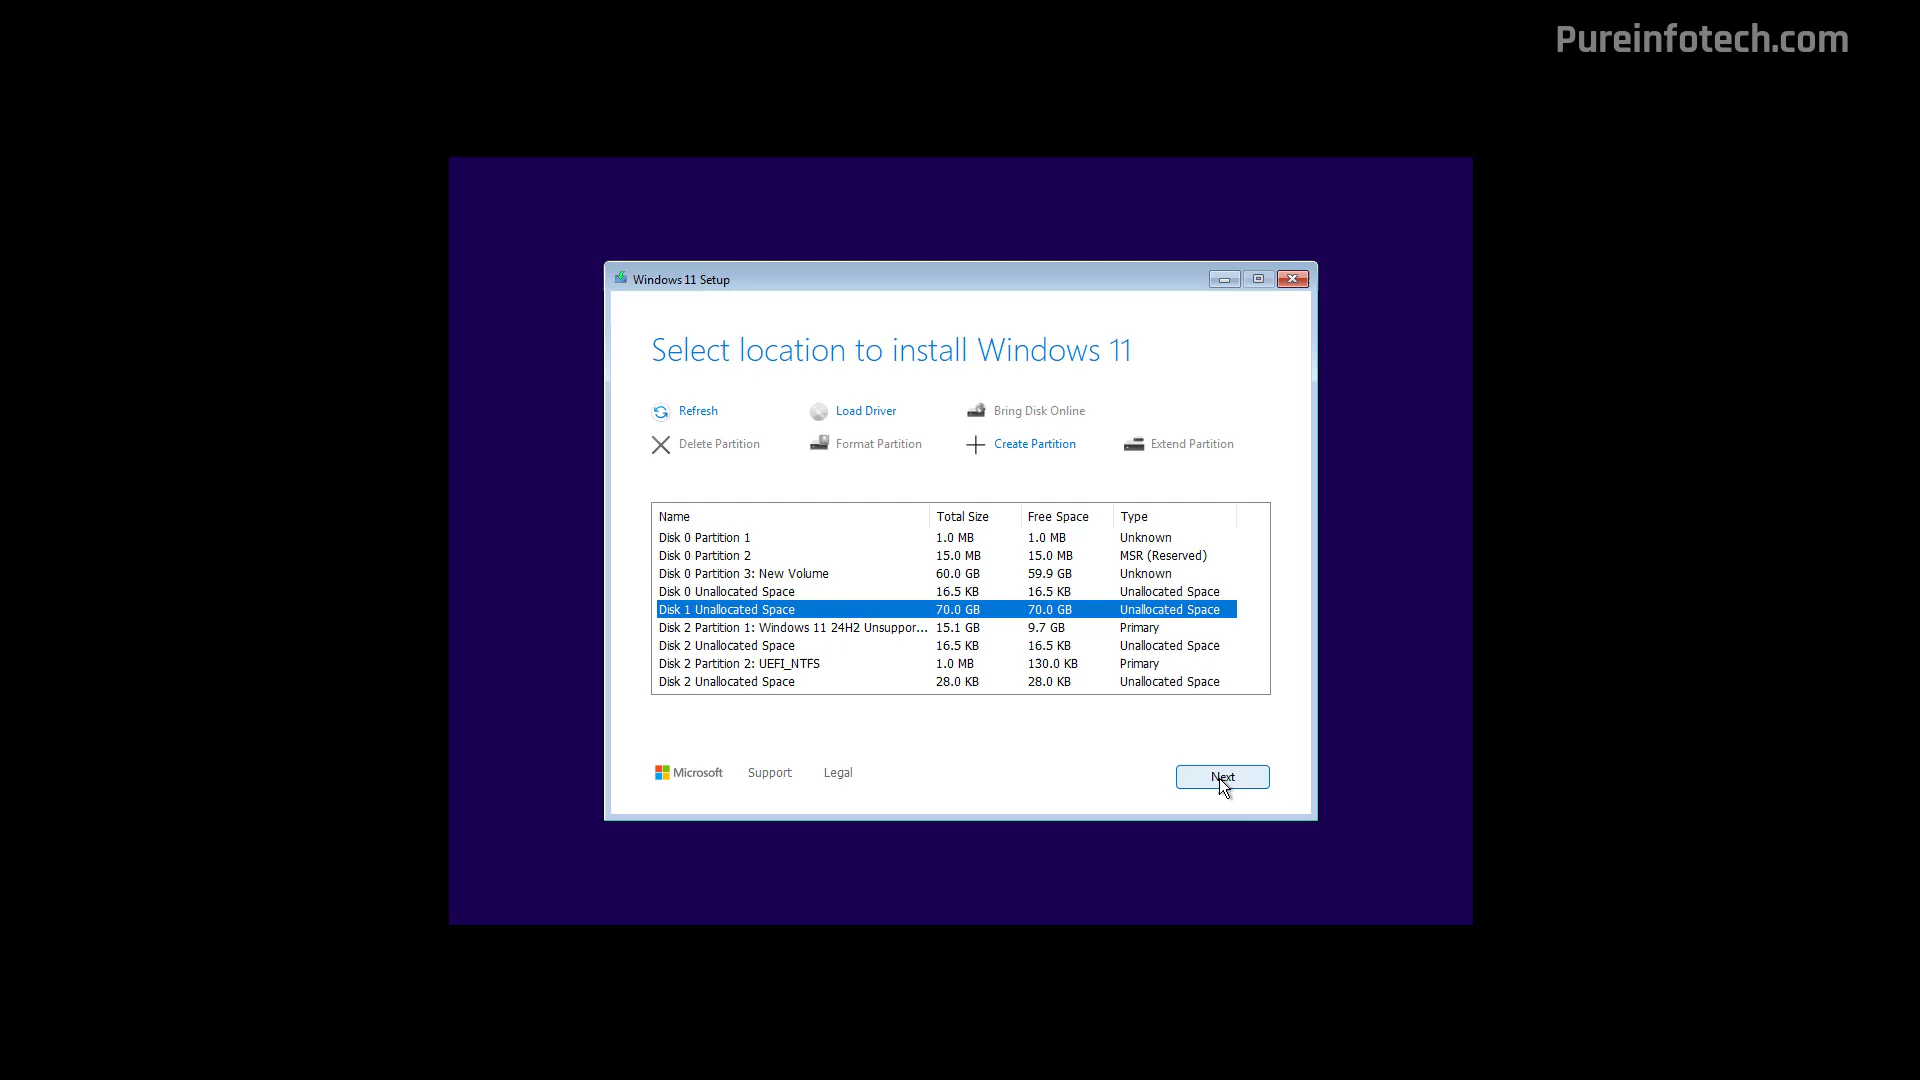 Pureinfotech.com
Windows 11 Setup
Select location to install Windows 11
Refresh Load Driver Bring Disk Online
Delete Partition Format Partition Create Partition Extend Partition
Name Total Size Free Space Type
Disk 0 Partition 1 1.0 MB 1.0 MB Unknown
Disk 0 Partition 2 15.0 MB 15.0 MB MSR (Reserved)
Disk 0 Partition 3: New Volume 60.0 GB 59.9 GB Unknown
Disk 0 Unallocated Space 16.5 KB 16.5 KB Unallocated Space
Disk 1 Unallocated Space 70.0 GB 70.0 GB Unallocated Space
Disk 2 Partition 1: Windows 11 24H2 Unsuppor... 15.1 GB 9.7 GB Primary
Disk 2 Unallocated Space 16.5 KB 16.5 KB Unallocated Space
Disk 2 Partition 2: UEFI_NTFS 1.0 MB 130.0 KB Primary
Disk 2 Unallocated Space 28.0 KB 28.0 KB Unallocated Space
Microsoft Support Legal Next